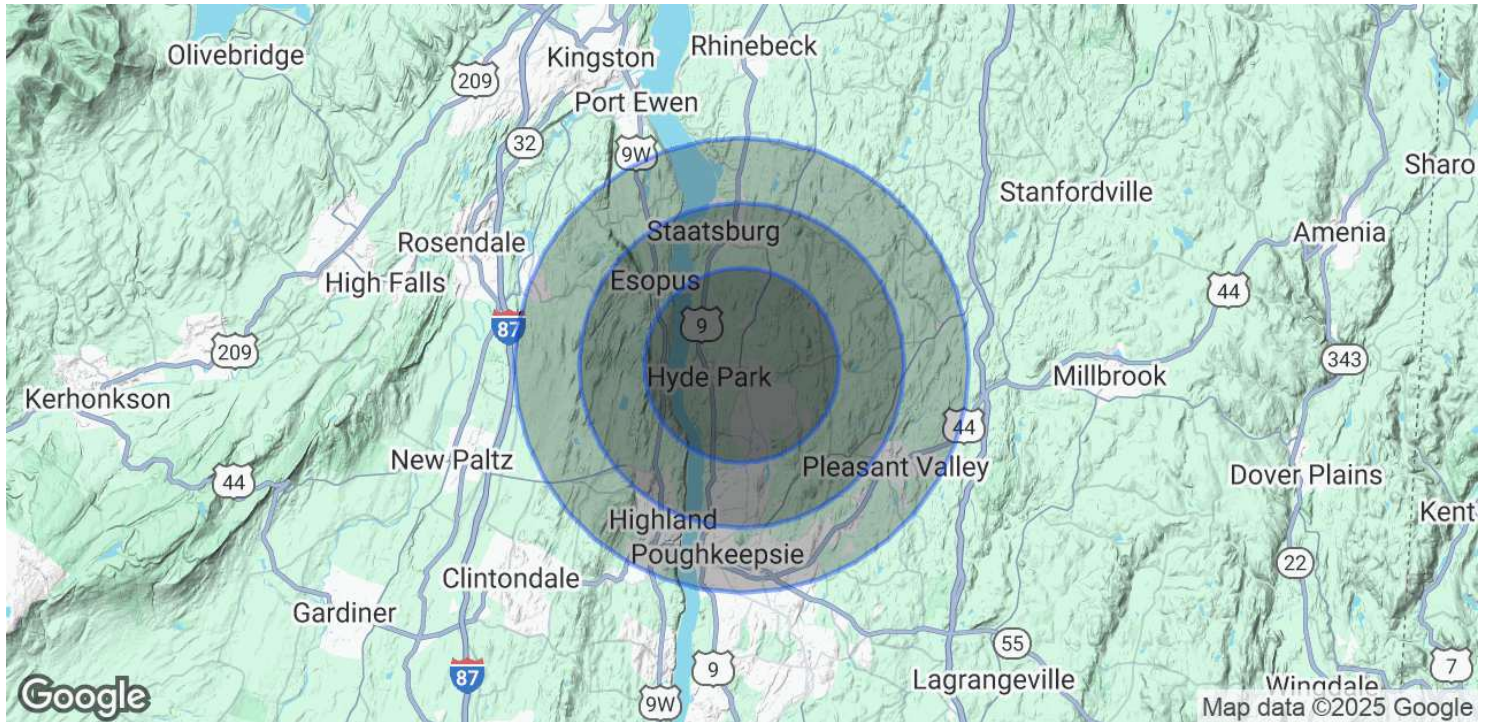 Olivebridge
Kingston
Rhinebeck
209
Port Ewen
32
9W
Sharo
Stanfordville
Staatsburg
Amenia
Rosendale
High Falls
Esopus
44
87
9
209
343
Hyde Park
Millbrook
Kerhonkson
44
New Paltz
Pleasant Valley
Dover Plains
44
Highland
Kent
Poughkeepsie
22
Clintondale
Gardiner
55
9
7
87
Lagrangeville
Wingdale
9W
Google
Map data ©2025 Google